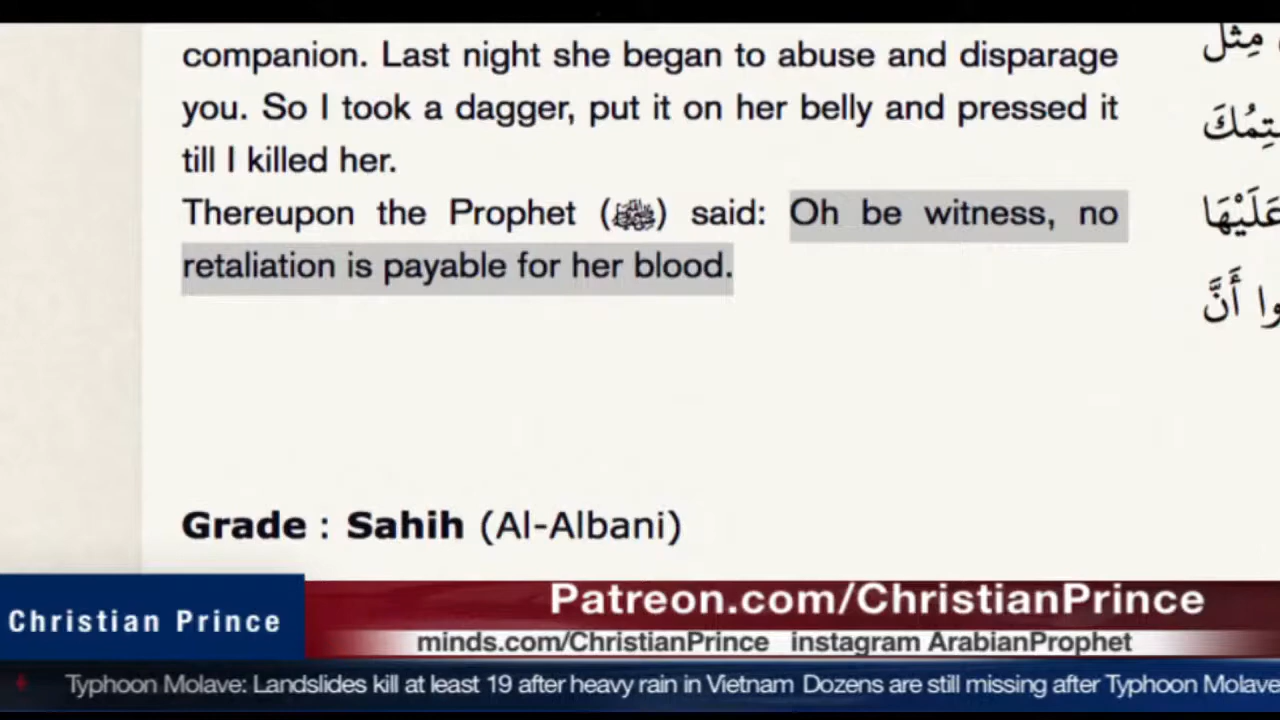 companion. Last night she began to abuse and disparage
you. So I took a dagger, put it on her belly and pressed it
till I killed her.
Thereupon the Prophet (ﷺ) said: Oh be witness, no
retaliation is payable for her blood.
مِثْل
عَلَيْهَا
أَنَّ
Grade : Sahih (Al-Albani)
Christian Prince
Patreon.com/ChristianPrince
minds.com/ChristianPrince instagram ArabianProphet
Typhoon Molave: Landslides kill at least 19 after heavy rain in Vietnam Dozens are still missing after Typhoon Molave